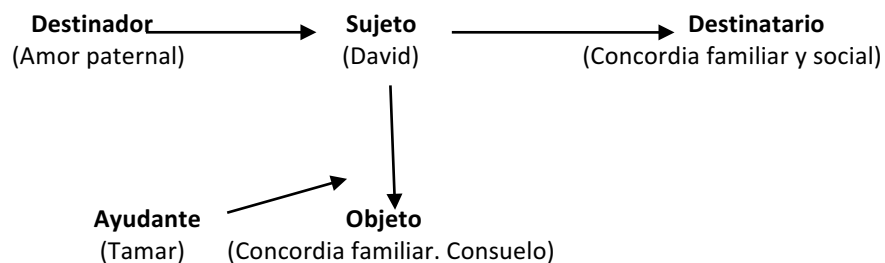 Destinador Sujeto Destinatario
(Amor paternal) (David) (Concordia familiar y social)
Ayudante Objeto
(Tamar) (Concordia familiar. Consuelo)